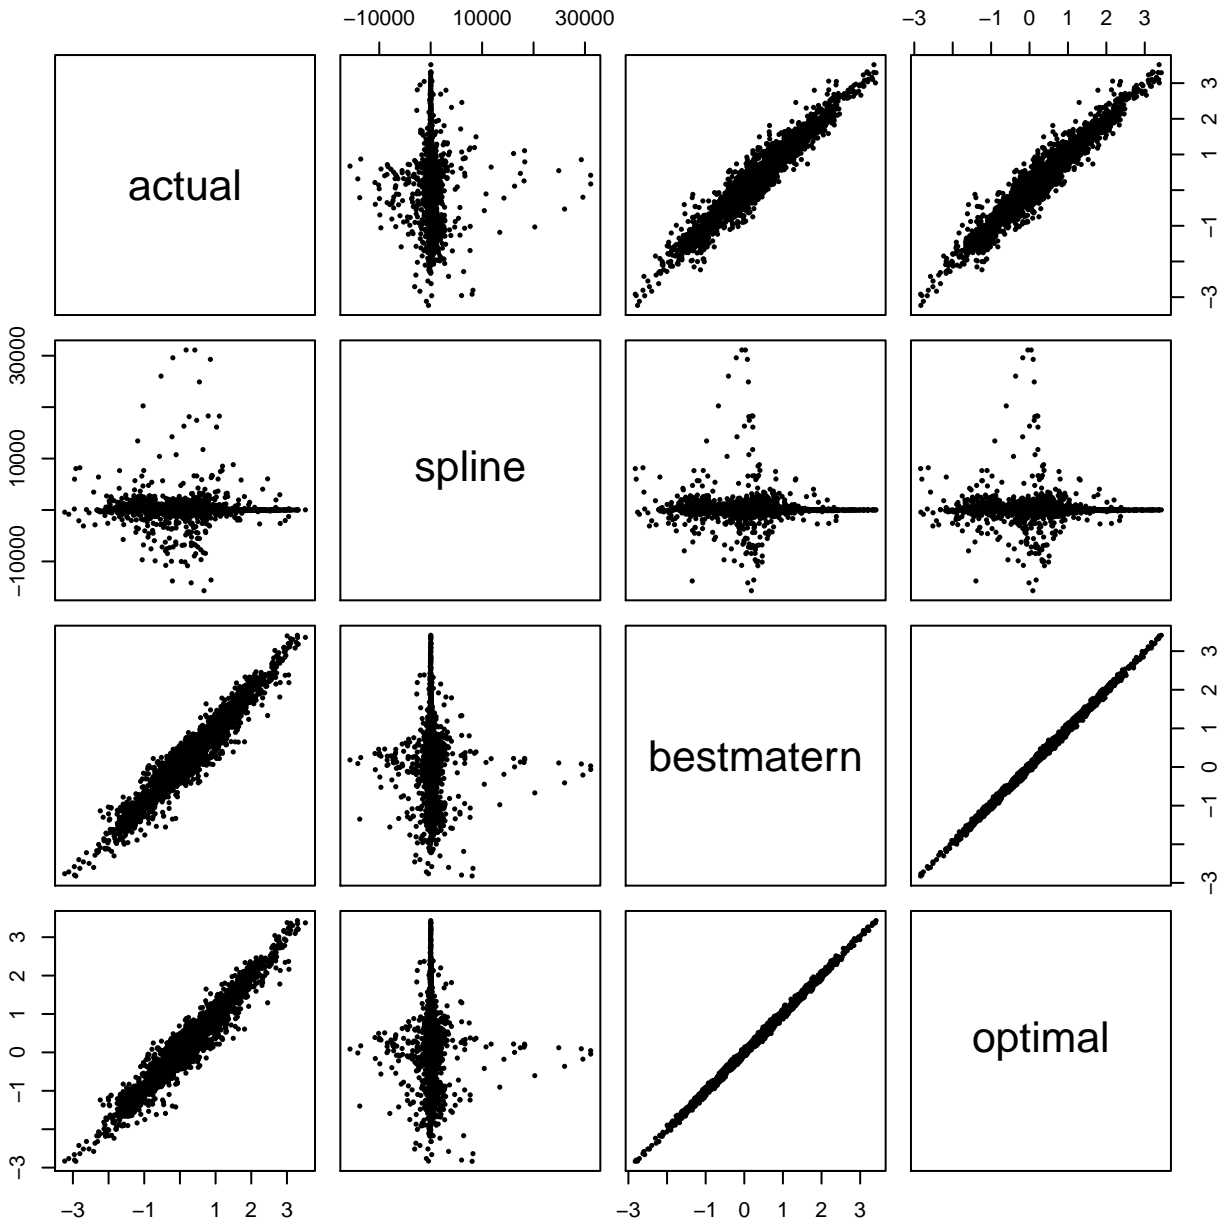 −10000 10000 30000 −3 −1 0 1 2 3
actual
−3 −1 1 2 3
−10000 10000 30000
spline
bestmatern
−3 −1 0 1 2 3
−3 −1 0 1 2 3
optimal
−3 −1 1 2 3 −3 −1 0 1 2 3